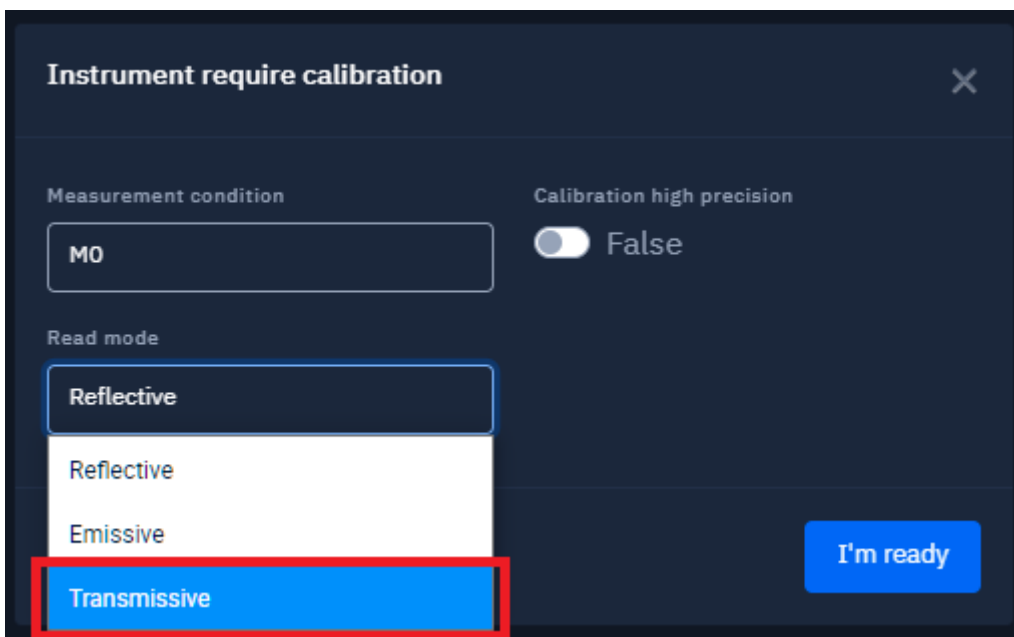 Instrument require calibration
Measurement condition
M0
Calibration high precision
False
Read mode
Reflective
Reflective
Emissive
Transmissive
I'm ready